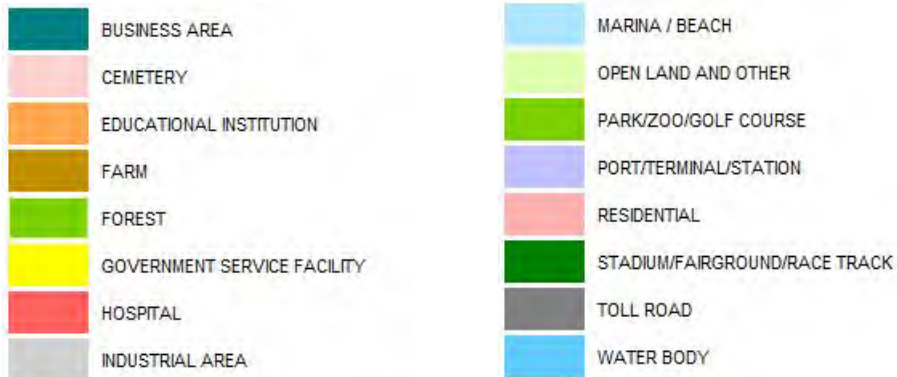 BUSINESS AREA
CEMETERY
EDUCATIONAL INSTITUTION
FARM
FOREST
GOVERNMENT SERVICE FACILITY
HOSPITAL
INDUSTRIAL AREA
MARINA / BEACH
OPEN LAND AND OTHER
PARK/ZOO/GOLF COURSE
PORT/TERMINAL/STATION
RESIDENTIAL
STADIUM/FAIRGROUND/RACE TRACK
TOLL ROAD
WATER BODY